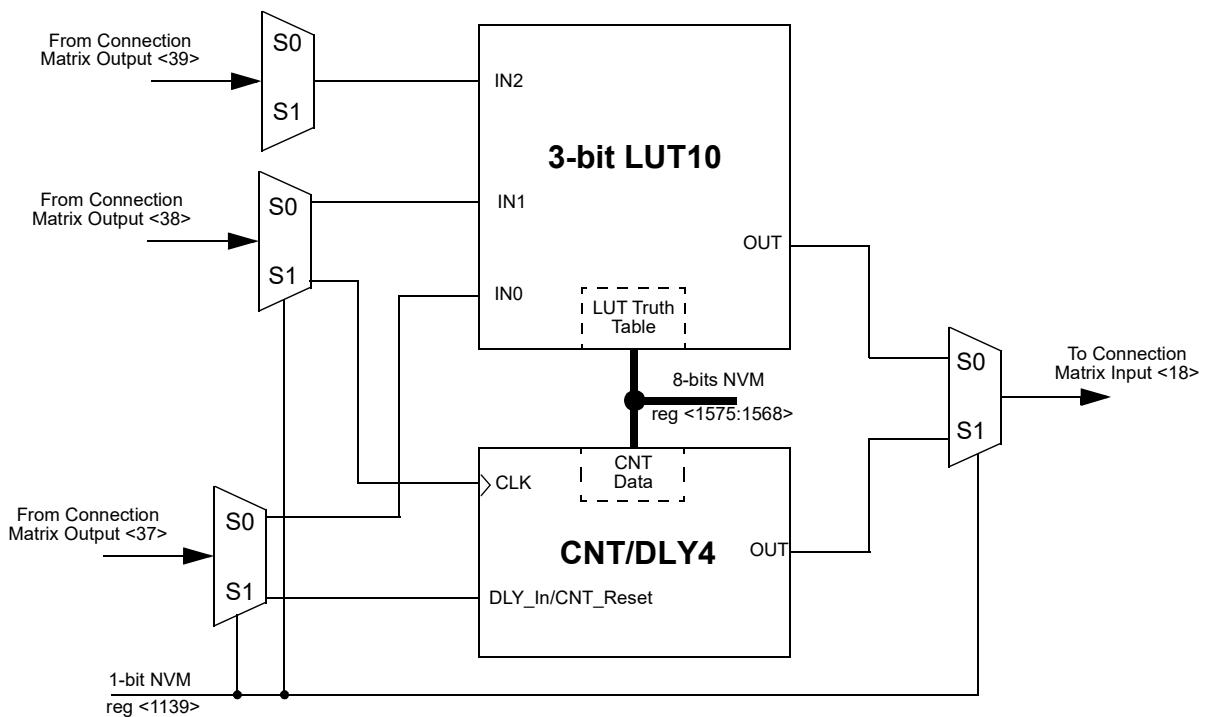 From Connection
Matrix Output <39>
S0
S1
IN2
3-bit LUT10
From Connection
Matrix Output <38>
S0
S1
IN1
IN0
OUT
LUT Truth
Table
8-bits NVM
reg <1575:1568>
S0
S1
To Connection
Matrix Input <18>
CNT
Data
CLK
From Connection
Matrix Output <37>
S0
S1
CNT/DLY4
OUT
DLY_In/CNT_Reset
1-bit NVM
reg <1139>